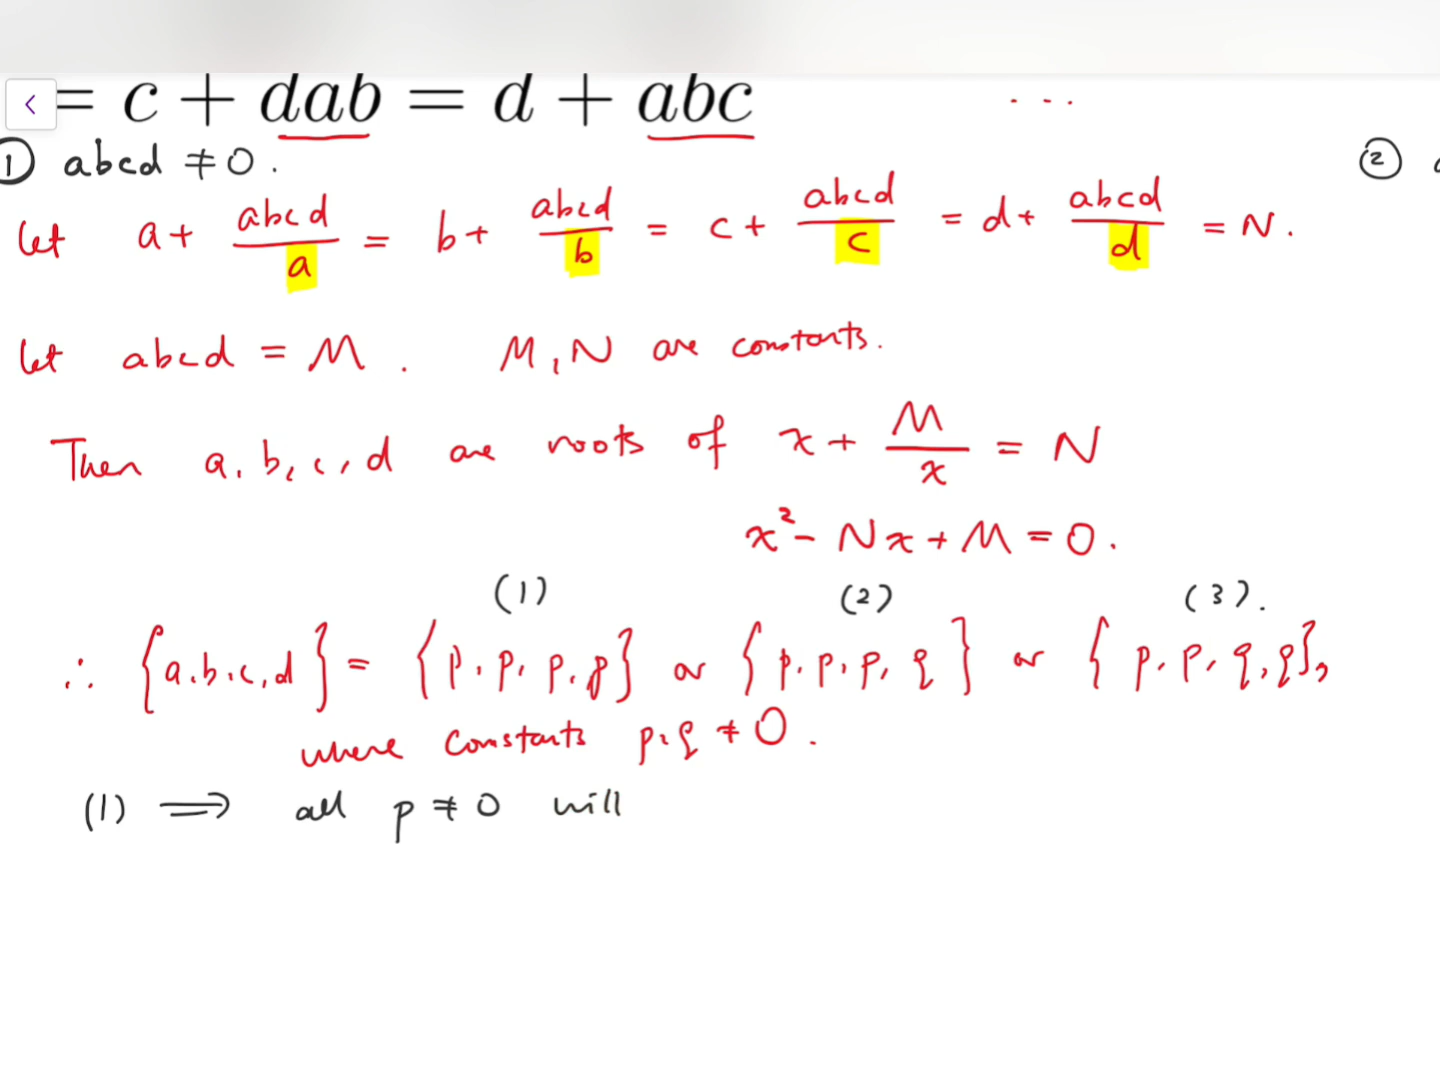 = c + dab = d + abc ...
① abcd ≠ 0. ②
Let a + abcd/a = b + abcd/b = c + abcd/c = d + abcd/d = N.
Let abcd = M. M, N are constants.
Then a, b, c, d are roots of x + M/x = N
x² - Nx + M = 0.
(1) (2) (3).
∴ {a, b, c, d} = {p, p, p, p} or {p, p, p, q} or {p, p, q, q},
where constants p, q ≠ 0.
(1) ⟹ all p ≠ 0 will